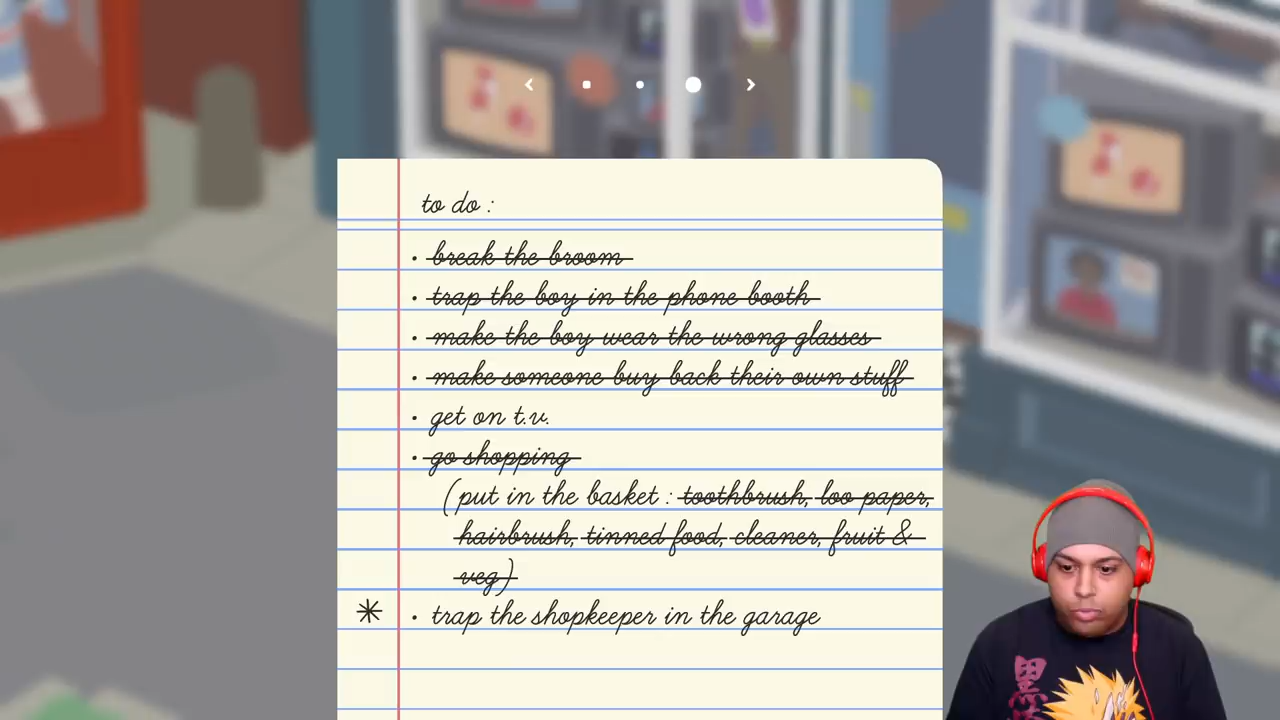 to do :
• break the broom
• trap the boy in the phone booth
• make the boy wear the wrong glasses
• make someone buy back their own stuff
• get on t.v.
• go shopping
(put in the basket : toothbrush, loo paper,
hairbrush, tinned food, cleaner, fruit &
veg)
* • trap the shopkeeper in the garage